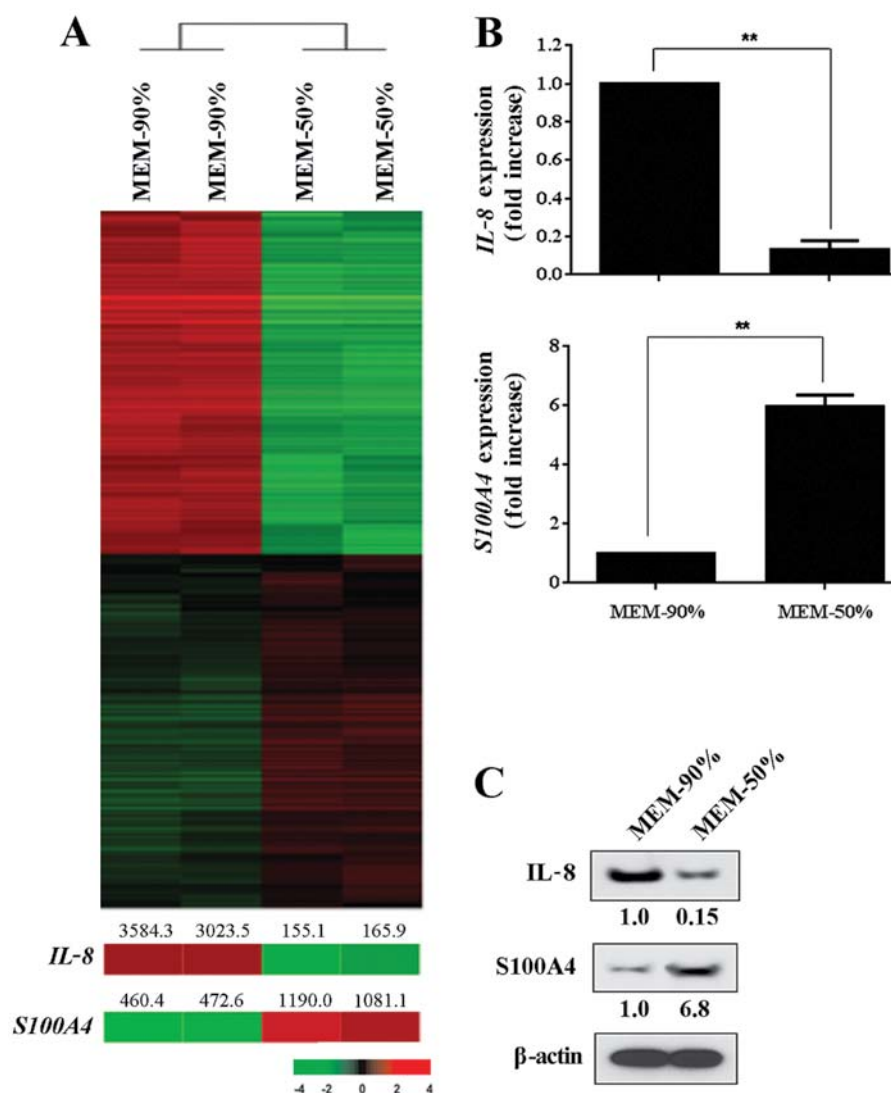 A
MEM-90%
MEM-90%
MEM-50%
MEM-50%
3584.3 3023.5 155.1 165.9
IL-8
460.4 472.6 1190.0 1081.1
S100A4
-4 -2 0 2 4
B
IL-8 expression
(fold increase)
1.2
1.0
0.8
0.6
0.4
0.2
0.0
**
S100A4 expression
(fold increase)
8
6
4
2
0
**
MEM-90% MEM-50%
C
MEM-90%
MEM-50%
IL-8
1.0 0.15
S100A4
1.0 6.8
β-actin